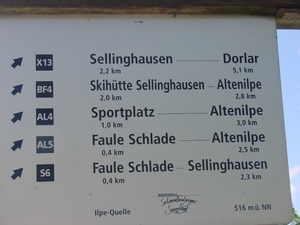 X13 Sellinghausen Dorlar
2,2 km 5,1 km
BF4 Skihütte Sellinghausen Altenilpe
2,0 km 2,8 km
AL4 Sportplatz Altenilpe
1,0 km 3,0 km
AL5 Faule Schlade Altenilpe
0,4 km 2,5 km
S6 Faule Schlade Sellinghausen
0,4 km 2,3 km
Ilpe-Quelle 516 m ü. NN